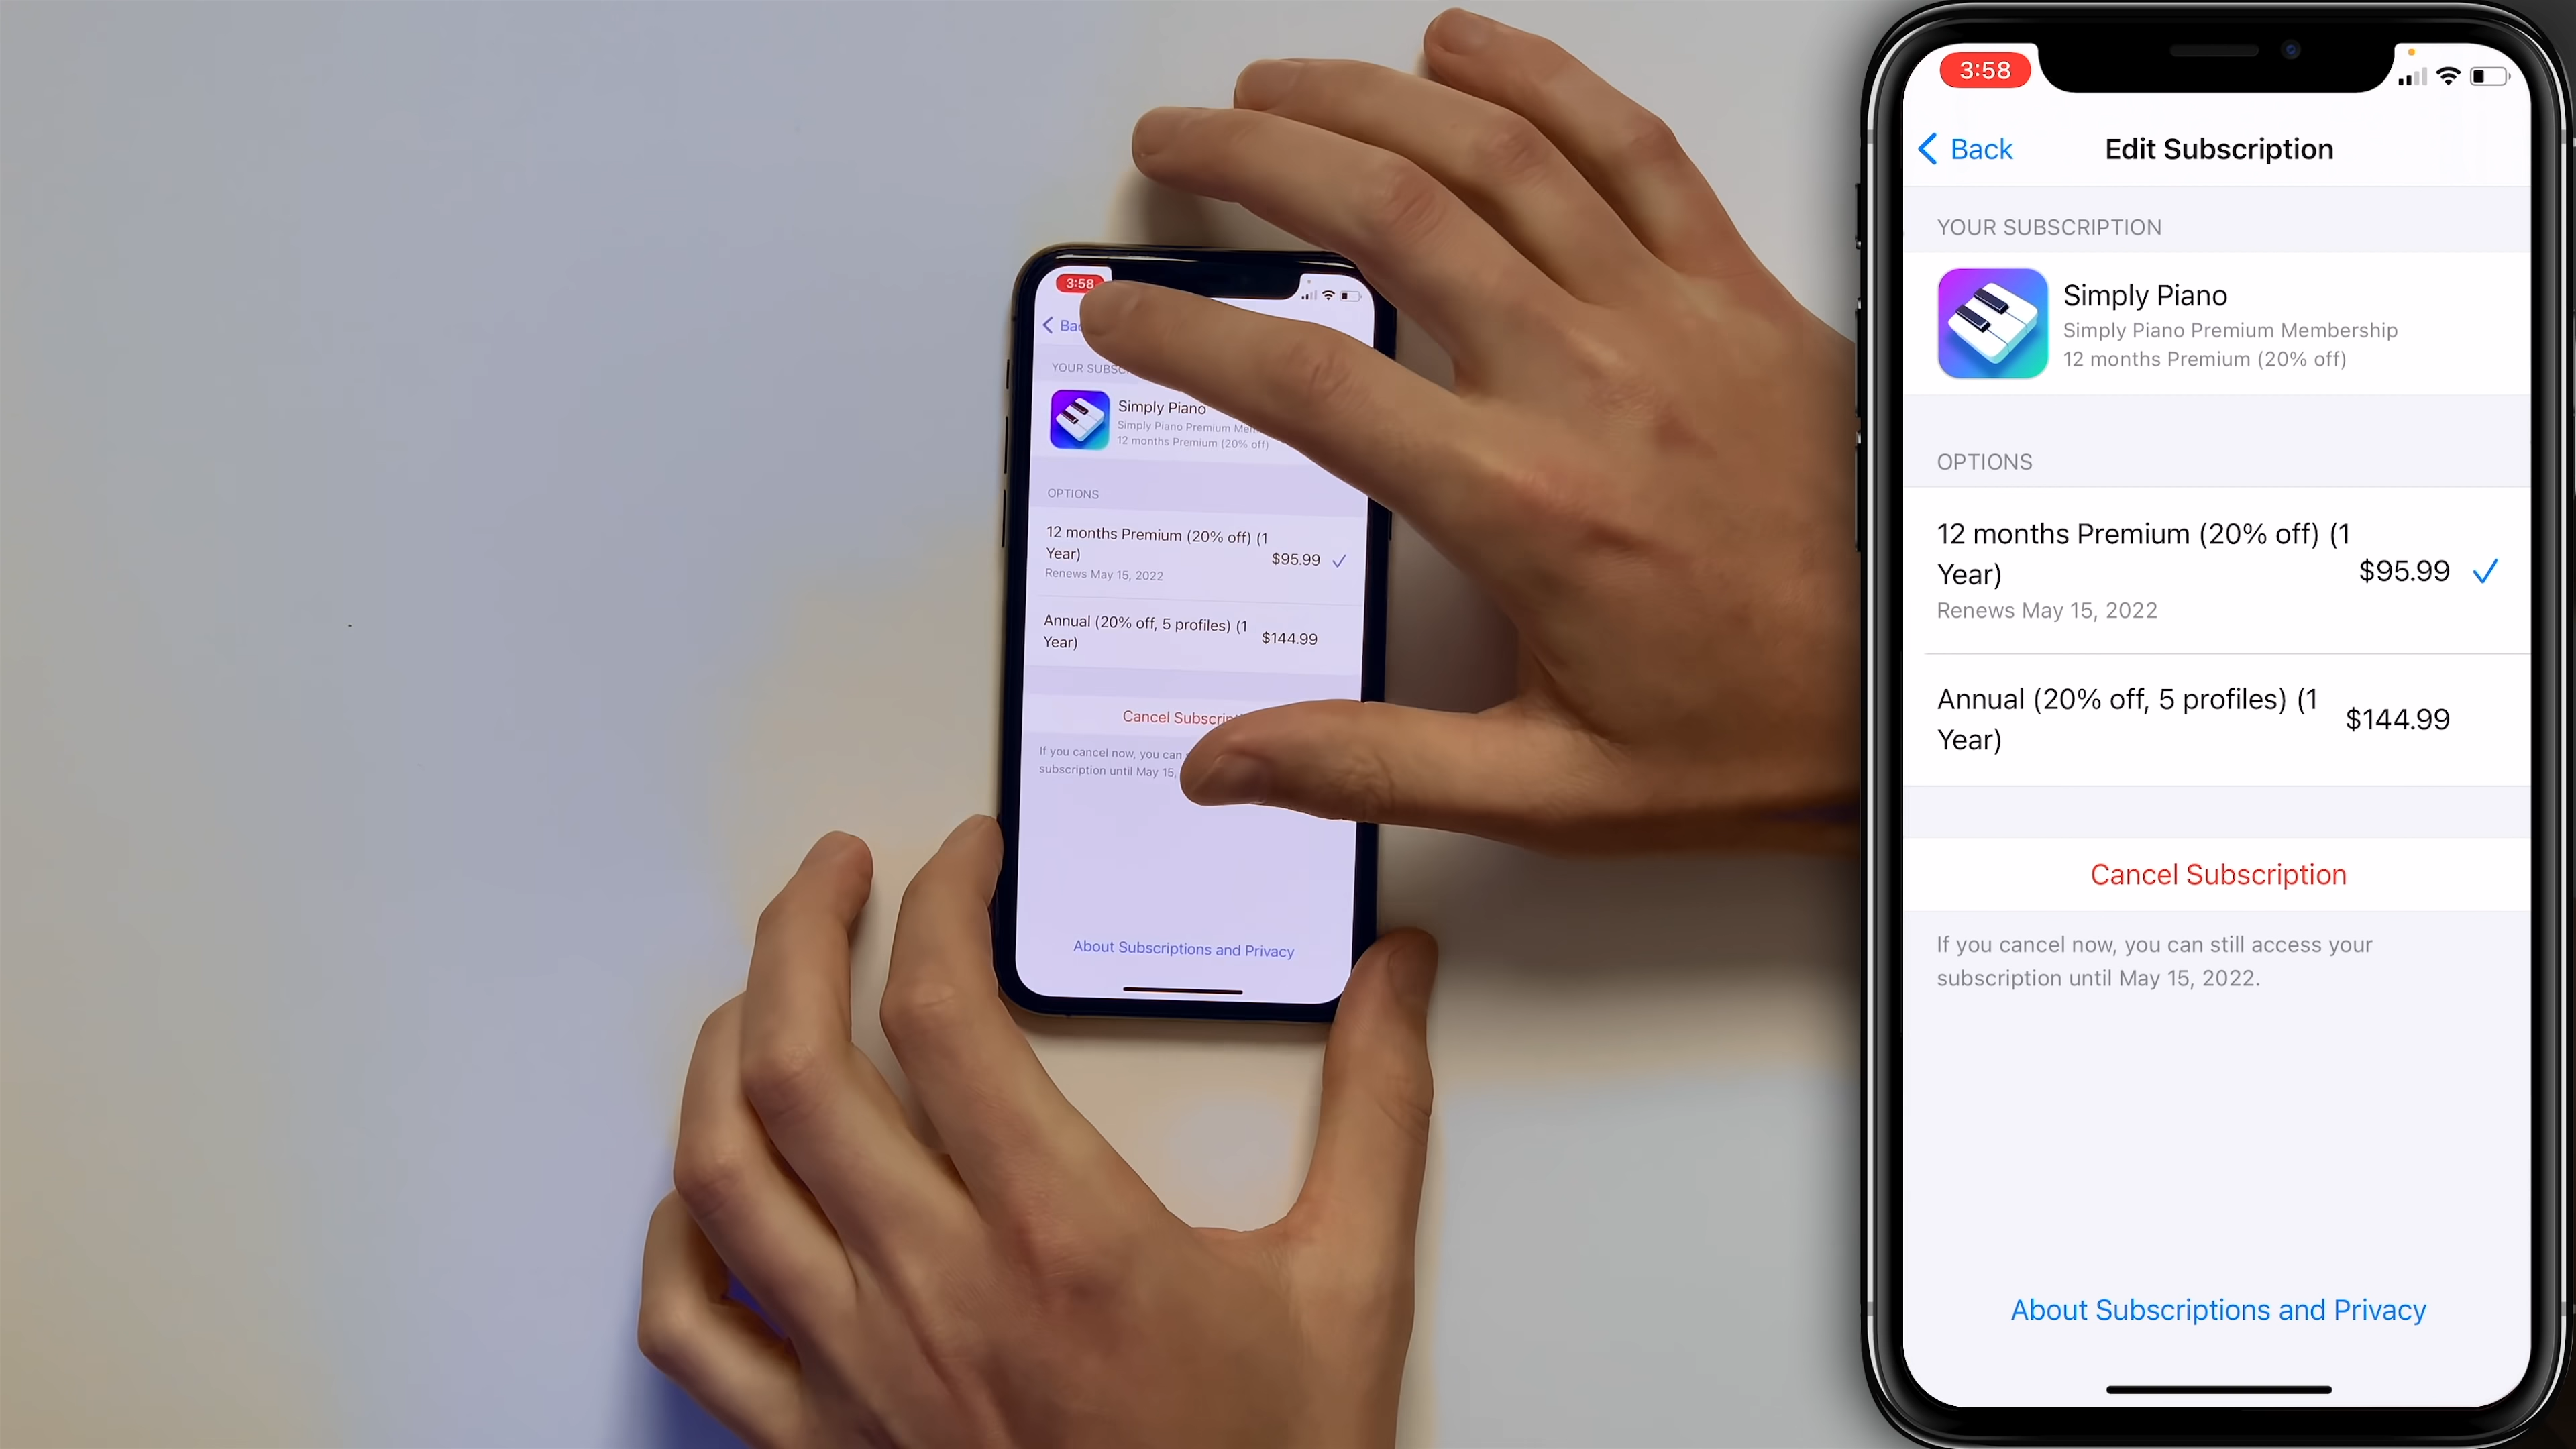 3:58
Back
YOUR SUBSC
Simply Piano
Simply Piano Premium Mem
12 months Premium (20% off)
OPTIONS
12 months Premium (20% off) (1
Year)
$95.99
Renews May 15, 2022
Annual (20% off, 5 profiles) (1
Year)
$144.99
Cancel Subscrip
If you cancel now, you can
subscription until May 15,
About Subscriptions and Privacy
3:58
Back
Edit Subscription
YOUR SUBSCRIPTION
Simply Piano
Simply Piano Premium Membership
12 months Premium (20% off)
OPTIONS
12 months Premium (20% off) (1
Year)
$95.99
Renews May 15, 2022
Annual (20% off, 5 profiles) (1
Year)
$144.99
Cancel Subscription
If you cancel now, you can still access your
subscription until May 15, 2022.
About Subscriptions and Privacy